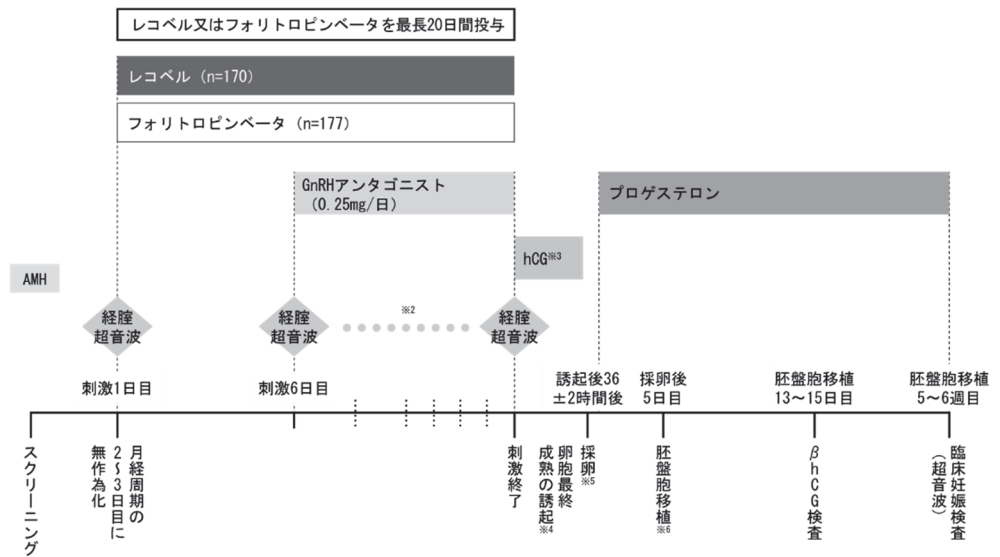 レコベル又はフォリトロピンベータを最長20日間投与
レコベル（n=170）
フォリトロピンベータ（n=177）
GnRHアンタゴニスト
（0.25mg/日）
プロゲステロン
hCG※3
AMH
経腟
超音波
経腟
超音波
※2
経腟
超音波
刺激1日目
刺激6日目
誘起後36
±2時間後
採卵後
5日目
胚盤胞移植
13～15日目
胚盤胞移植
5～6週目
スクリーニング
月経周期の
2～3日目に
無作為化
刺激終了
卵胞最終
成熟の誘起※4
採卵※5
胚盤胞移植※6
βhCG検査
臨床妊娠検査
（超音波）